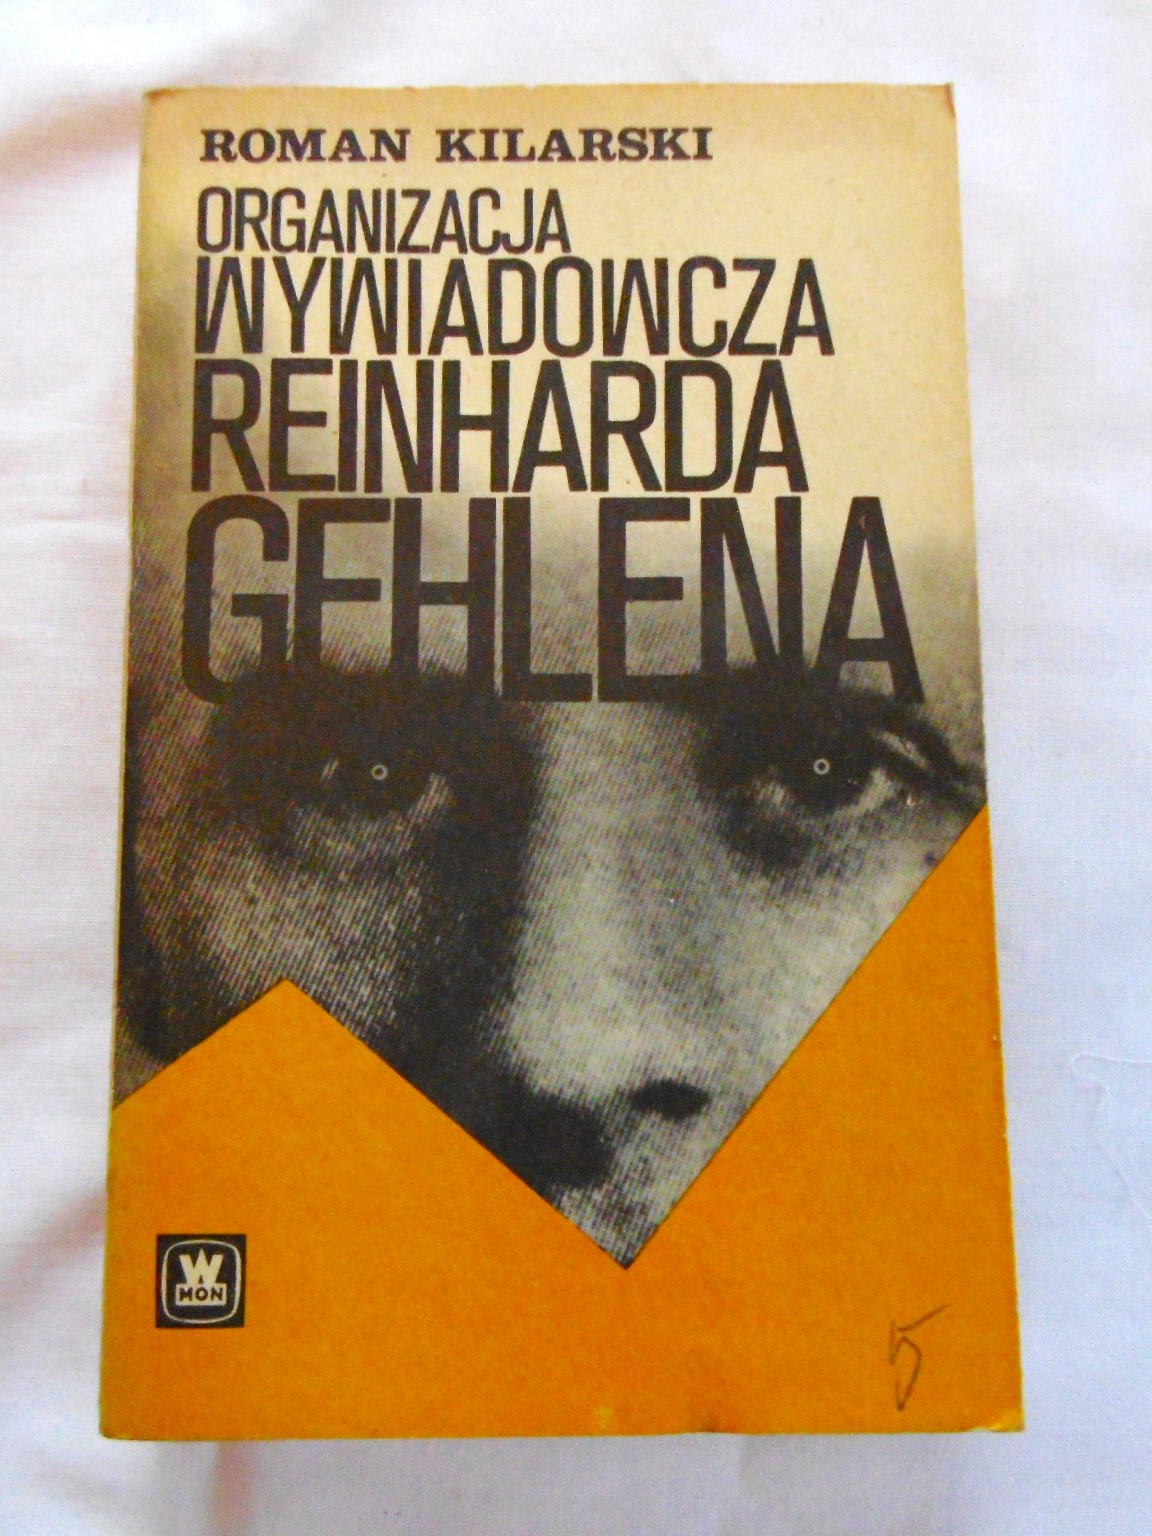 ROMAN KILARSKI
ORGANIZACJA
WYWIADOWCZA
REINHARDA
GEHLENA
W
MON
5